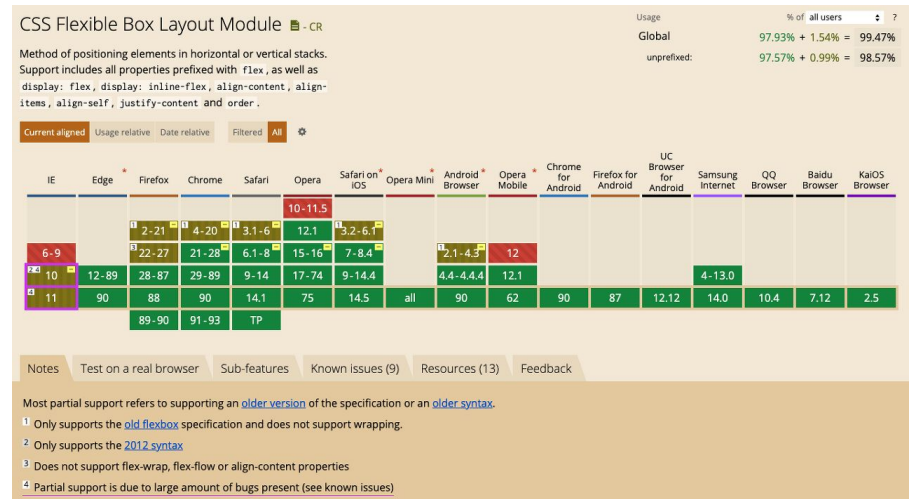 CSS Flexible Box Layout Module - CR
Usage % of all users ?
Global 97.93% + 1.54% = 99.47%
unprefixed: 97.57% + 0.99% = 98.57%
Method of positioning elements in horizontal or vertical stacks.
Support includes all properties prefixed with flex, as well as
display: flex, display: inline-flex, align-content, align-
items, align-self, justify-content and order.
Current aligned Usage relative Date relative Filtered All
IE Edge * Firefox Chrome Safari Opera Safari on iOS * Opera Mini Android Browser * Opera Mobile * Chrome for Android Firefox for Android UC Browser for Android Samsung Internet QQ Browser Baidu Browser KaiOS Browser
10-11.5
1 2-21 1 4-20 1 3.1-6 12.1 1 3.2-6.1
6-9 3 22-27 21-28 6.1-8 15-16 7-8.4 1 2.1-4.3 12
2 4 10 12-89 28-87 29-89 9-14 17-74 9-14.4 4.4-4.4.4 12.1 4-13.0
4 11 90 88 90 14.1 75 14.5 all 90 62 90 87 12.12 14.0 10.4 7.12 2.5
89-90 91-93 TP
Notes Test on a real browser Sub-features Known issues (9) Resources (13) Feedback
Most partial support refers to supporting an older version of the specification or an older syntax.
1 Only supports the old flexbox specification and does not support wrapping.
2 Only supports the 2012 syntax
3 Does not support flex-wrap, flex-flow or align-content properties
4 Partial support is due to large amount of bugs present (see known issues)